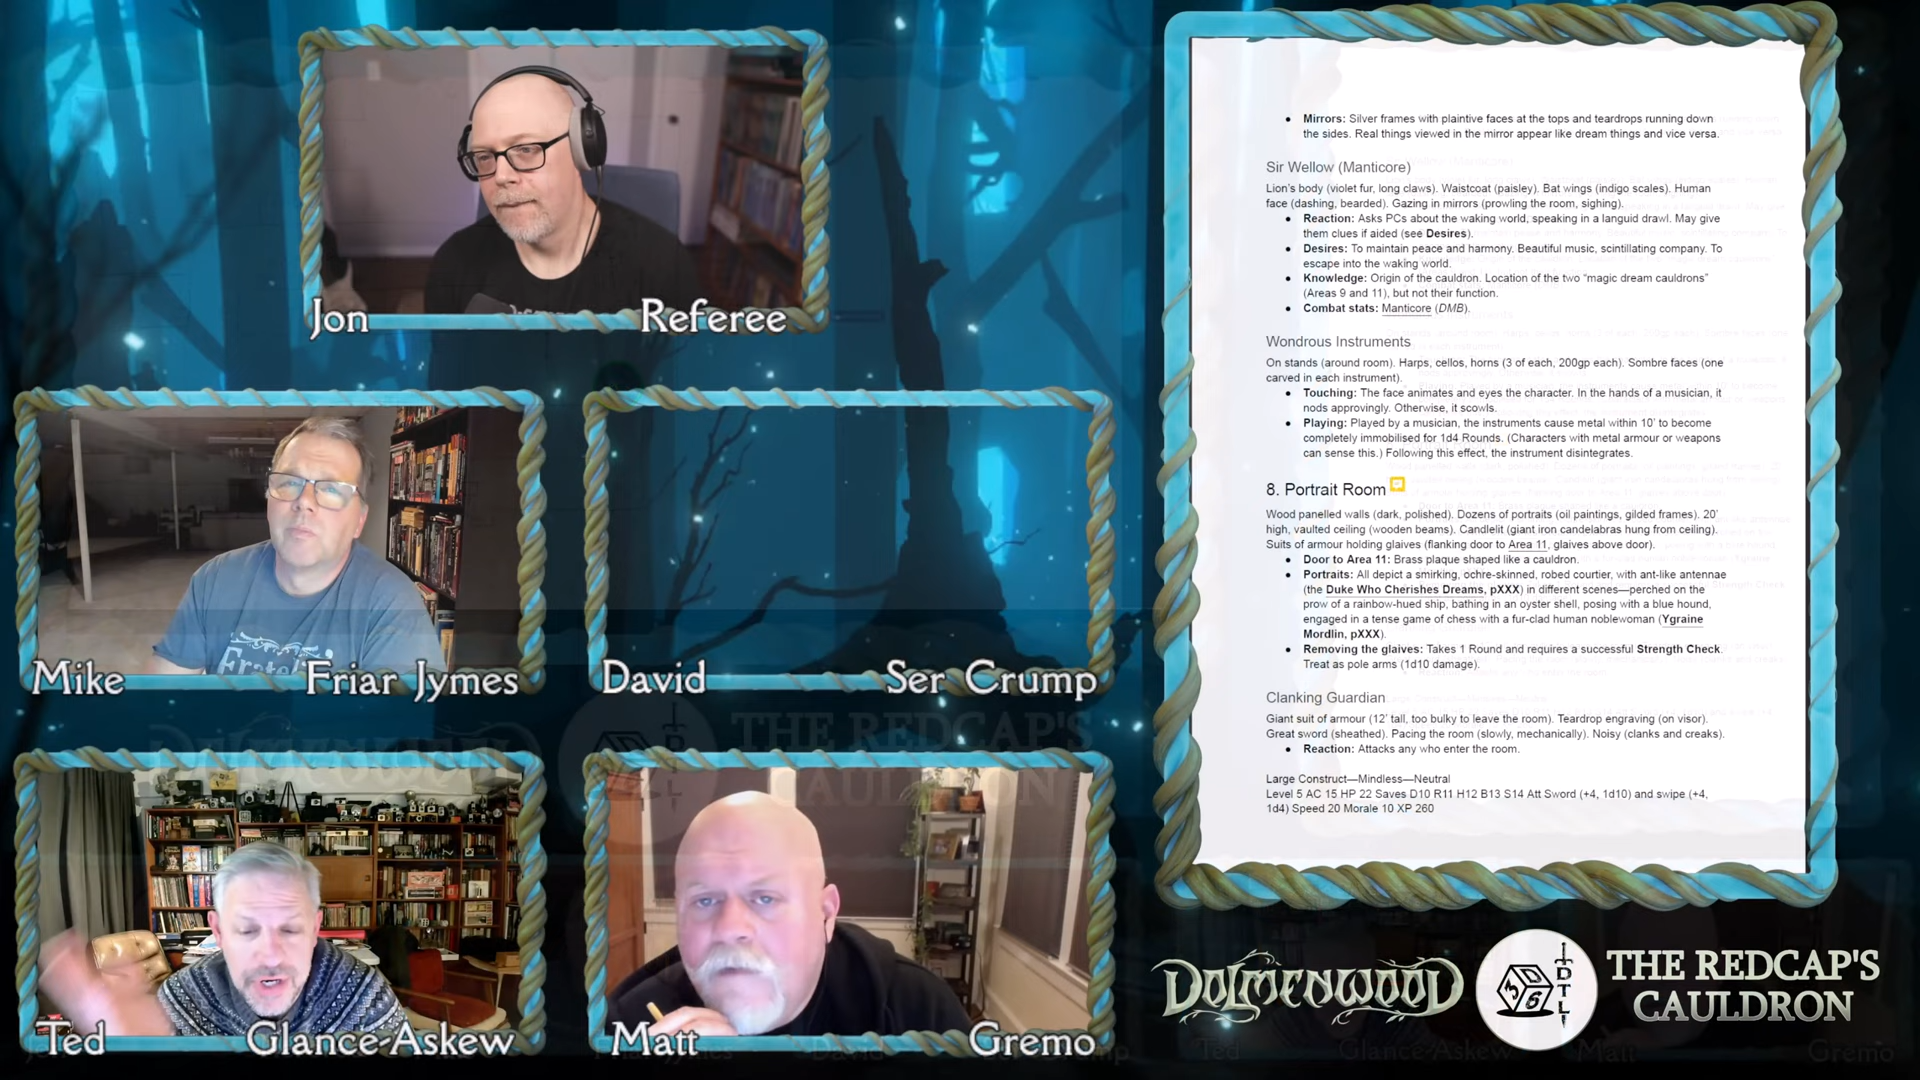 Jon
Referee
Mike
Friar Jymes
David
Ser Crump
Ted
Glance-Askew
Matt
Gremo
• Mirrors: Silver frames with plaintive faces at the tops and teardrops running down
the sides. Real things viewed in the mirror appear like dream things and vice versa.
Sir Wellow (Manticore)
Lion's body (violet fur, long claws). Waistcoat (paisley). Bat wings (indigo scales). Human
face (dashing, bearded). Gazing in mirrors (prowling the room, sighing).
• Reaction: Asks PCs about the waking world, speaking in a languid drawl. May give
them clues if aided (see Desires).
• Desires: To maintain peace and harmony. Beautiful music, scintillating company. To
escape into the waking world.
• Knowledge: Origin of the cauldron. Location of the two "magic dream cauldrons"
(Areas 9 and 11), but not their function.
• Combat stats: Manticore (DMB).
Wondrous Instruments
On stands (around room). Harps, cellos, horns (3 of each, 200gp each). Sombre faces (one
carved in each instrument).
• Touching: The face animates and eyes the character. In the hands of a musician, it
nods approvingly. Otherwise, it scowls.
• Playing: Played by a musician, the instruments cause metal within 10' to become
completely immobilised for 1d4 Rounds. (Characters with metal armour or weapons
can sense this.) Following this effect, the instrument disintegrates.
8. Portrait Room
Wood panelled walls (dark, polished). Dozens of portraits (oil paintings, gilded frames). 20'
high, vaulted ceiling (wooden beams). Candlelit (giant iron candelabras hung from ceiling).
Suits of armour holding glaives (flanking door to Area 11, glaives above door).
• Door to Area 11: Brass plaque shaped like a cauldron.
• Portraits: All depict a smirking, ochre-skinned, robed courtier, with ant-like antennae
(the Duke Who Cherishes Dreams, pXXX) in different scenes—perched on the
prow of a rainbow-hued ship, bathing in an oyster shell, posing with a blue hound,
engaged in a tense game of chess with a fur-clad human noblewoman (Ygraine
Mordlin, pXXX).
• Removing the glaives: Takes 1 Round and requires a successful Strength Check.
Treat as pole arms (1d10 damage).
Clanking Guardian
Giant suit of armour (12' tall, too bulky to leave the room). Teardrop engraving (on visor).
Great sword (sheathed). Pacing the room (slowly, mechanically). Noisy (clanks and creaks).
• Reaction: Attacks any who enter the room.
Large Construct—Mindless—Neutral
Level 5 AC 15 HP 22 Saves D10 R11 H12 B13 S14 Att Sword (+4, 1d10) and swipe (+4,
1d4) Speed 20 Morale 10 XP 260
DOLMENWOOD
3D6
DTL
THE REDCAP'S
CAULDRON